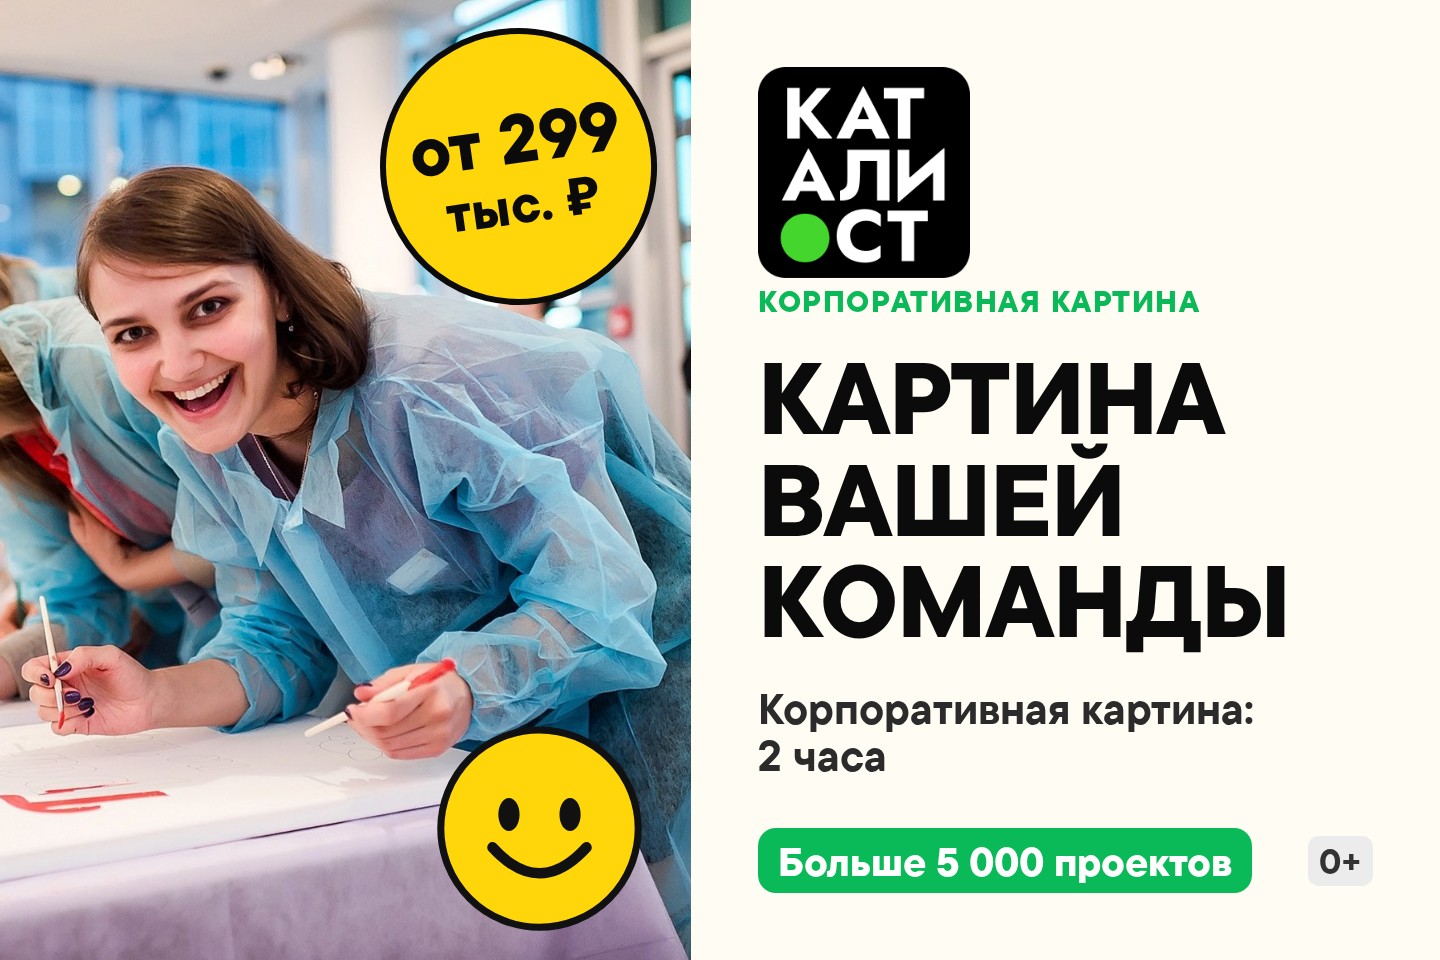 от 299
тыс. ₽
КАТ
АЛИ
СТ
КОРПОРАТИВНАЯ КАРТИНА
КАРТИНА
ВАШЕЙ
КОМАНДЫ
Корпоративная картина:
2 часа
Больше 5 000 проектов
0+